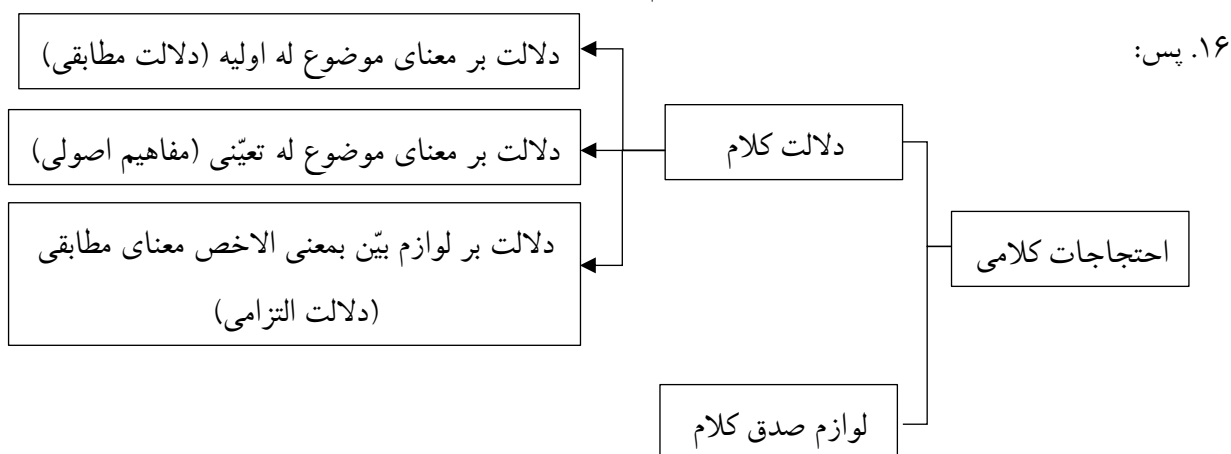 ۱۶. پس:
احتجاجات کلامی
دلالت کلام
دلالت بر معنای موضوع له اولیه (دلالت مطابقی)
دلالت بر معنای موضوع له تعیّنی (مفاهیم اصولی)
دلالت بر لوازم بیّن بمعنی الاخص معنای مطابقی
(دلالت التزامی)
لوازم صدق کلام